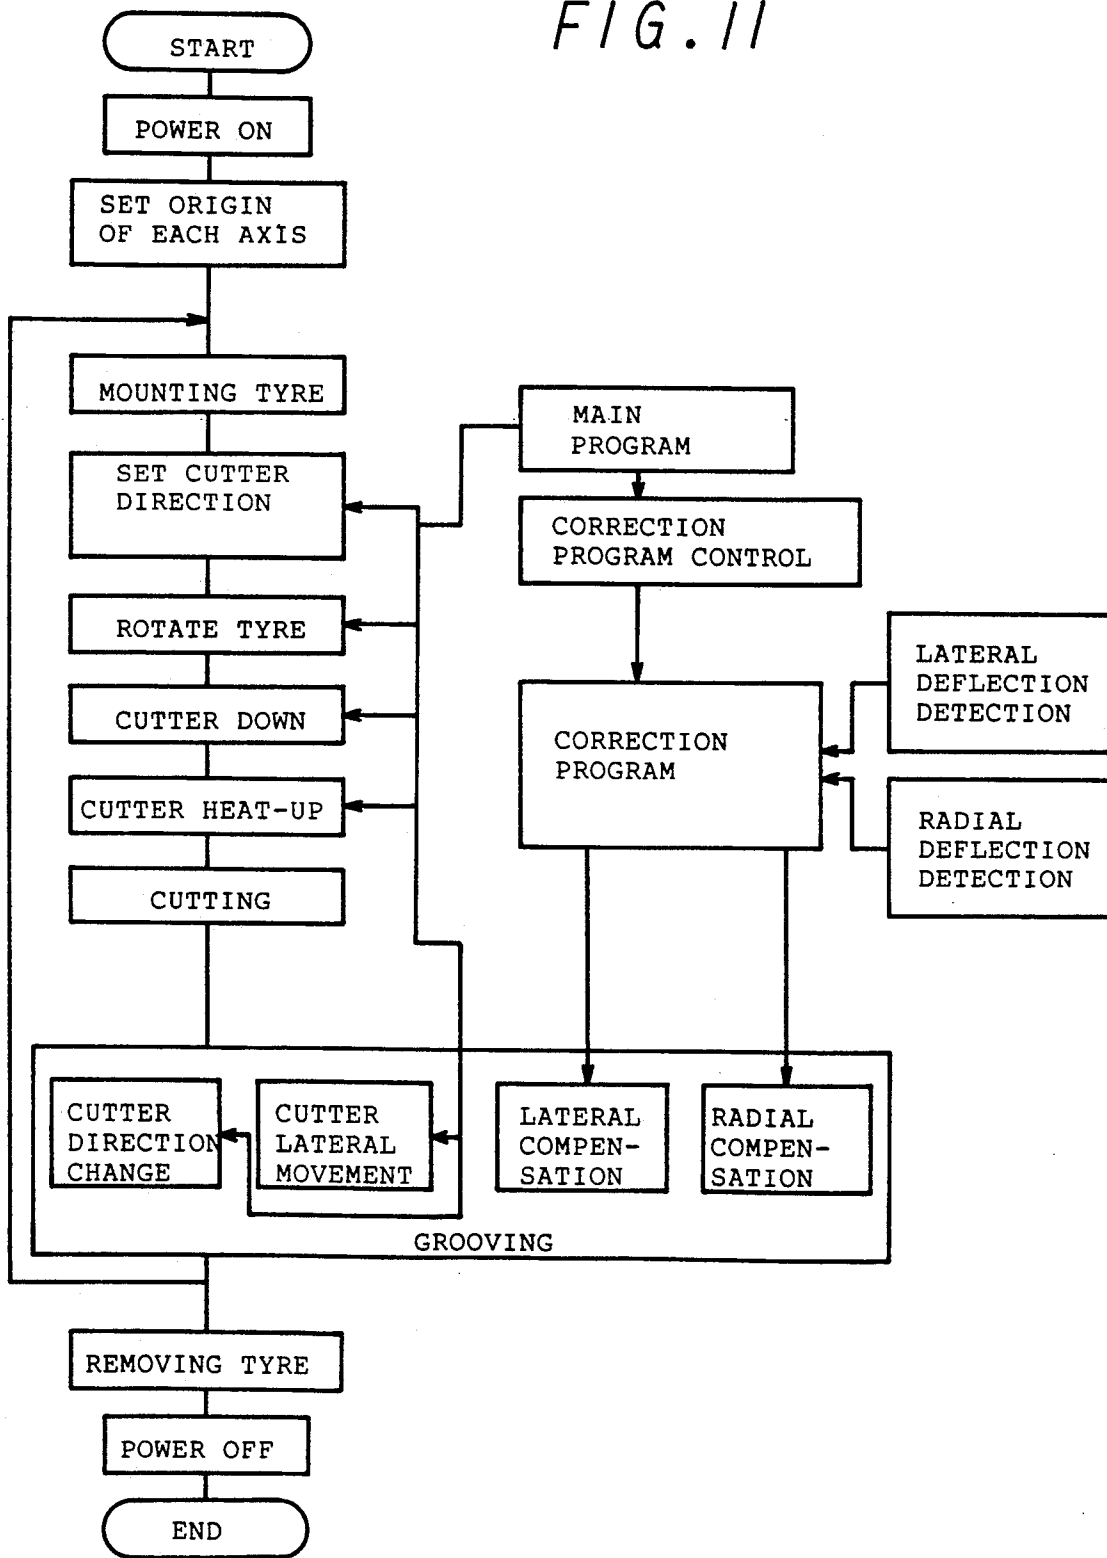 FIG. 11
START
POWER ON
SET ORIGIN
OF EACH AXIS
MOUNTING TYRE
SET CUTTER
DIRECTION
ROTATE TYRE
CUTTER DOWN
CUTTER HEAT-UP
CUTTING
MAIN
PROGRAM
CORRECTION
PROGRAM CONTROL
CORRECTION
PROGRAM
LATERAL
DEFLECTION
DETECTION
RADIAL
DEFLECTION
DETECTION
CUTTER
DIRECTION
CHANGE
CUTTER
LATERAL
MOVEMENT
LATERAL
COMPEN-
SATION
RADIAL
COMPEN-
SATION
GROOVING
REMOVING TYRE
POWER OFF
END